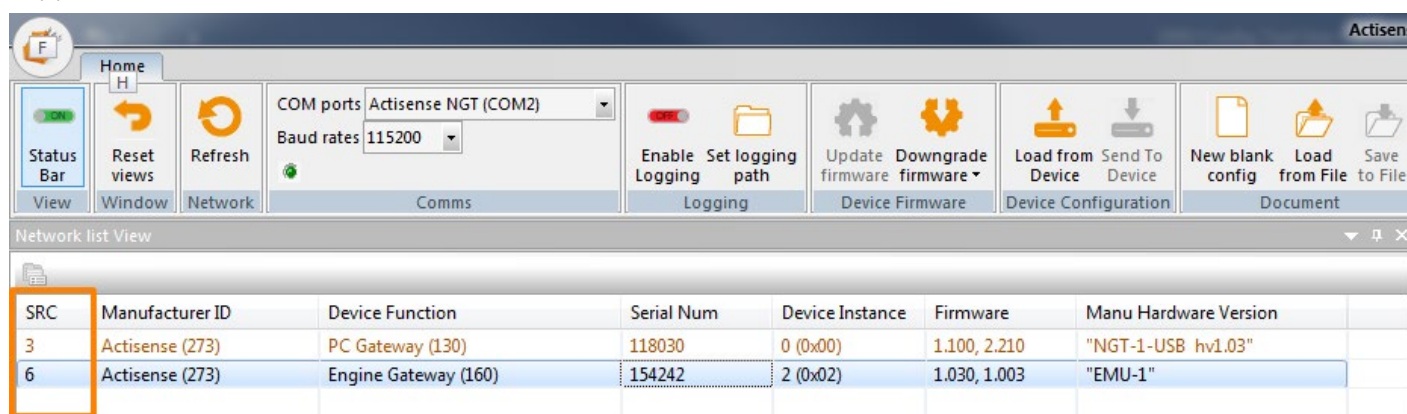 Actisen
F
Home
H
COM ports Actisense NGT (COM2)
Baud rates 115200
ON
OFF
Status Bar
Reset views
Refresh
Enable Logging
Set logging path
Update firmware
Downgrade firmware
Load from Device
Send To Device
New blank config
Load from File
Save to File
View Window Network Comms Logging Device Firmware Device Configuration Document
Network list View
SRC Manufacturer ID Device Function Serial Num Device Instance Firmware Manu Hardware Version
3 Actisense (273) PC Gateway (130) 118030 0 (0x00) 1.100, 2.210 "NGT-1-USB hv1.03"
6 Actisense (273) Engine Gateway (160) 154242 2 (0x02) 1.030, 1.003 "EMU-1"